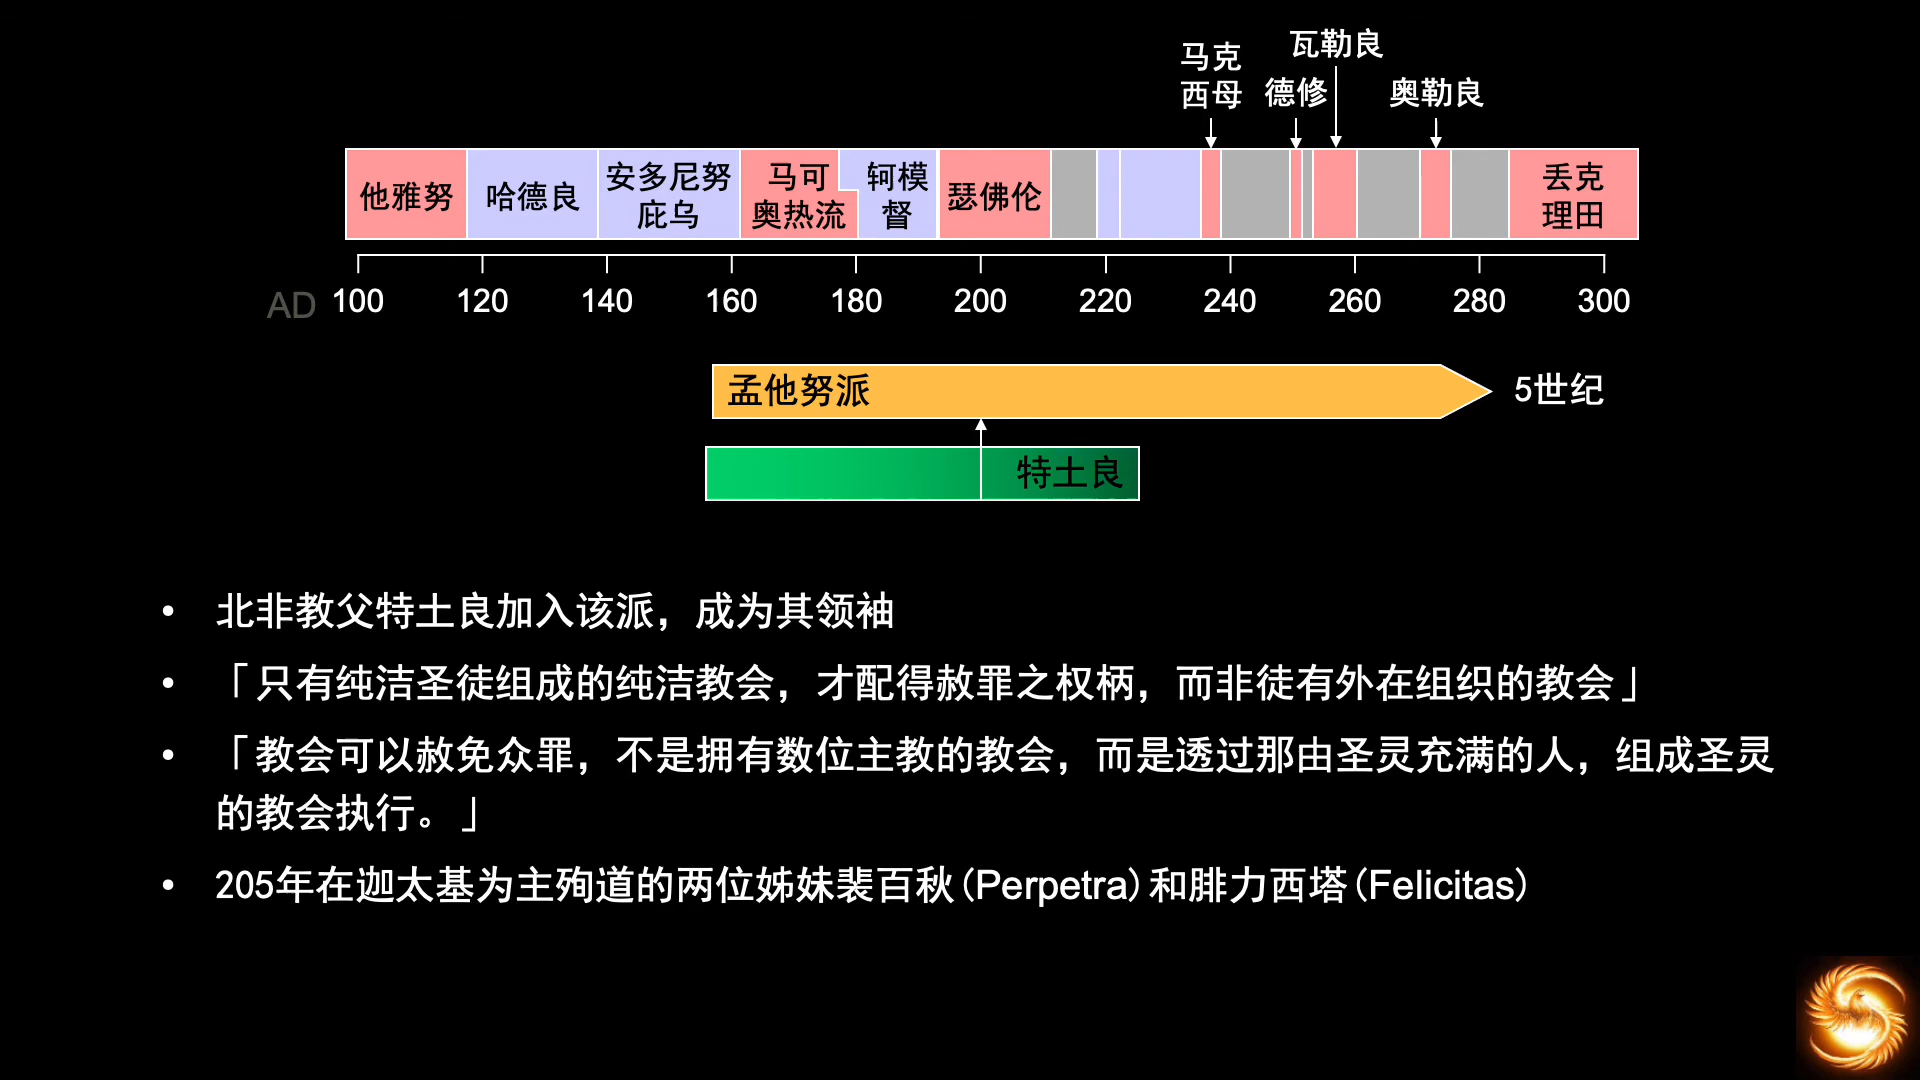 马克
西母
瓦勒良
德修
奥勒良
他雅努
哈德良
安多尼努
庇乌
马可
奥热流
轲模
督
瑟佛伦
丢克
理田
AD 100 120 140 160 180 200 220 240 260 280 300
孟他努派
5世纪
特土良
• 北非教父特土良加入该派，成为其领袖
• 「只有纯洁圣徒组成的纯洁教会，才配得赦罪之权柄，而非徒有外在组织的教会」
• 「教会可以赦免众罪，不是拥有数位主教的教会，而是透过那由圣灵充满的人，组成圣灵
的教会执行。」
• 205年在迦太基为主殉道的两位姊妹裴百秋(Perpetra)和腓力西塔(Felicitas)